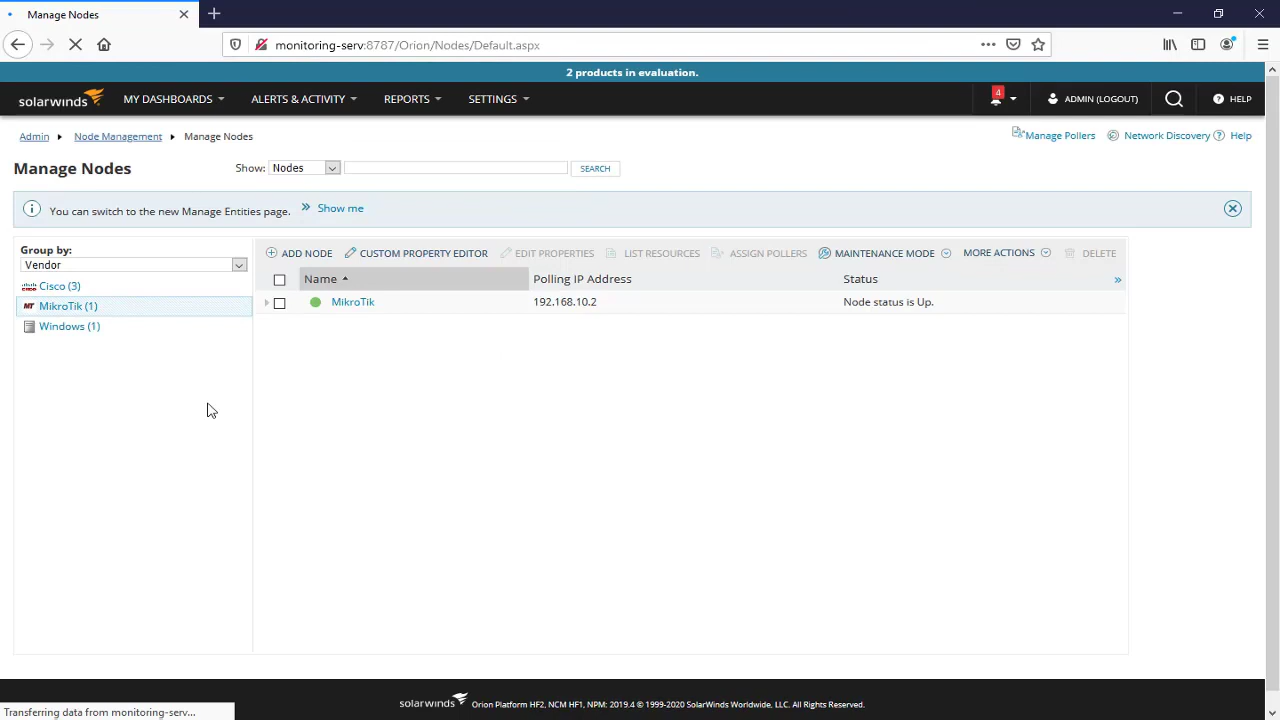 Manage Nodes
monitoring-serv:8787/Orion/Nodes/Default.aspx
2 products in evaluation.
solarwinds MY DASHBOARDS ALERTS & ACTIVITY REPORTS SETTINGS 4 ADMIN (LOGOUT) HELP
Admin Node Management Manage Nodes Manage Pollers Network Discovery Help
Manage Nodes Show: Nodes SEARCH
You can switch to the new Manage Entities page. » Show me
Group by:
Vendor
Cisco (3)
MikroTik (1)
Windows (1)
ADD NODE CUSTOM PROPERTY EDITOR EDIT PROPERTIES LIST RESOURCES ASSIGN POLLERS MAINTENANCE MODE MORE ACTIONS DELETE
Name Polling IP Address Status »
MikroTik 192.168.10.2 Node status is Up.
solarwinds Orion Platform HF2, NCM HF1, NPM: 2019.4 © 1999-2020 SolarWinds Worldwide, LLC. All Rights Reserved.
Transferring data from monitoring-serv...